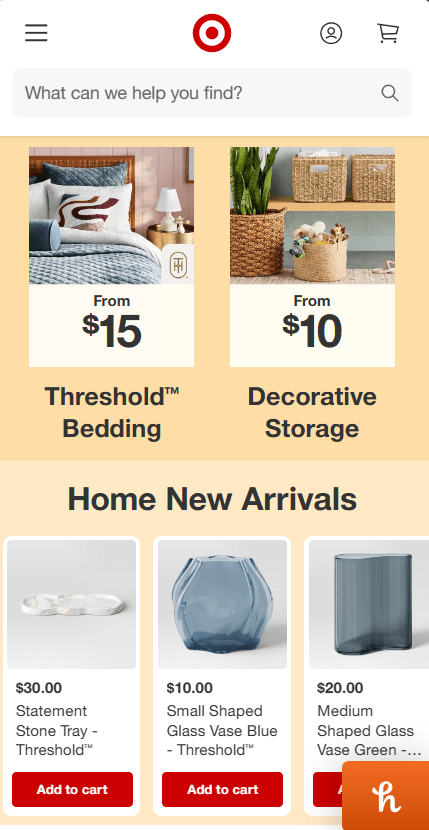 What can we help you find?
From
$15
From
$10
Threshold™
Bedding
Decorative
Storage
Home New Arrivals
$30.00
Statement
Stone Tray -
Threshold™
Add to cart
$10.00
Small Shaped
Glass Vase Blue
- Threshold™
Add to cart
$20.00
Medium
Shaped Glass
Vase Green -...
h